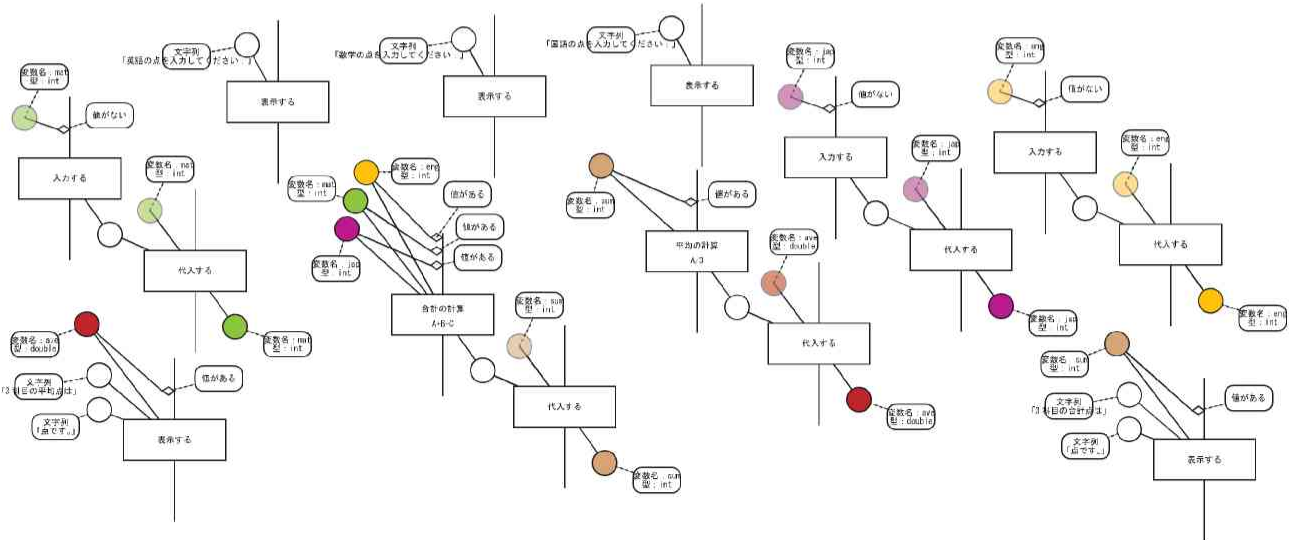 文字列
「英語の点を入力してください：」
表示する
文字列
「数学の点を入力してください：」
表示する
文字列
「国語の点を入力してください：」
表示する
変数名：mat
型：int
値がない
入力する
変数名：mat
型：int
代入する
変数名：mat
型：int
変数名：jap
型：int
値がない
入力する
変数名：jap
型：int
代入する
変数名：jap
型：int
変数名：eng
型：int
値がない
入力する
変数名：eng
型：int
代入する
変数名：eng
型：int
変数名：eng
型：int
変数名：mat
型：int
変数名：jap
型：int
値がある
値がある
値がある
合計の計算
A+B+C
変数名：sum
型：int
代入する
変数名：sum
型：int
変数名：sum
型：int
値がある
平均の計算
A/3
変数名：ave
型：double
代入する
変数名：ave
型：double
変数名：ave
型：double
値がある
文字列
「3科目の平均点は」
文字列
「点です。」
表示する
変数名：sum
型：int
値がある
文字列
「3科目の合計点は」
文字列
「点です。」
表示する